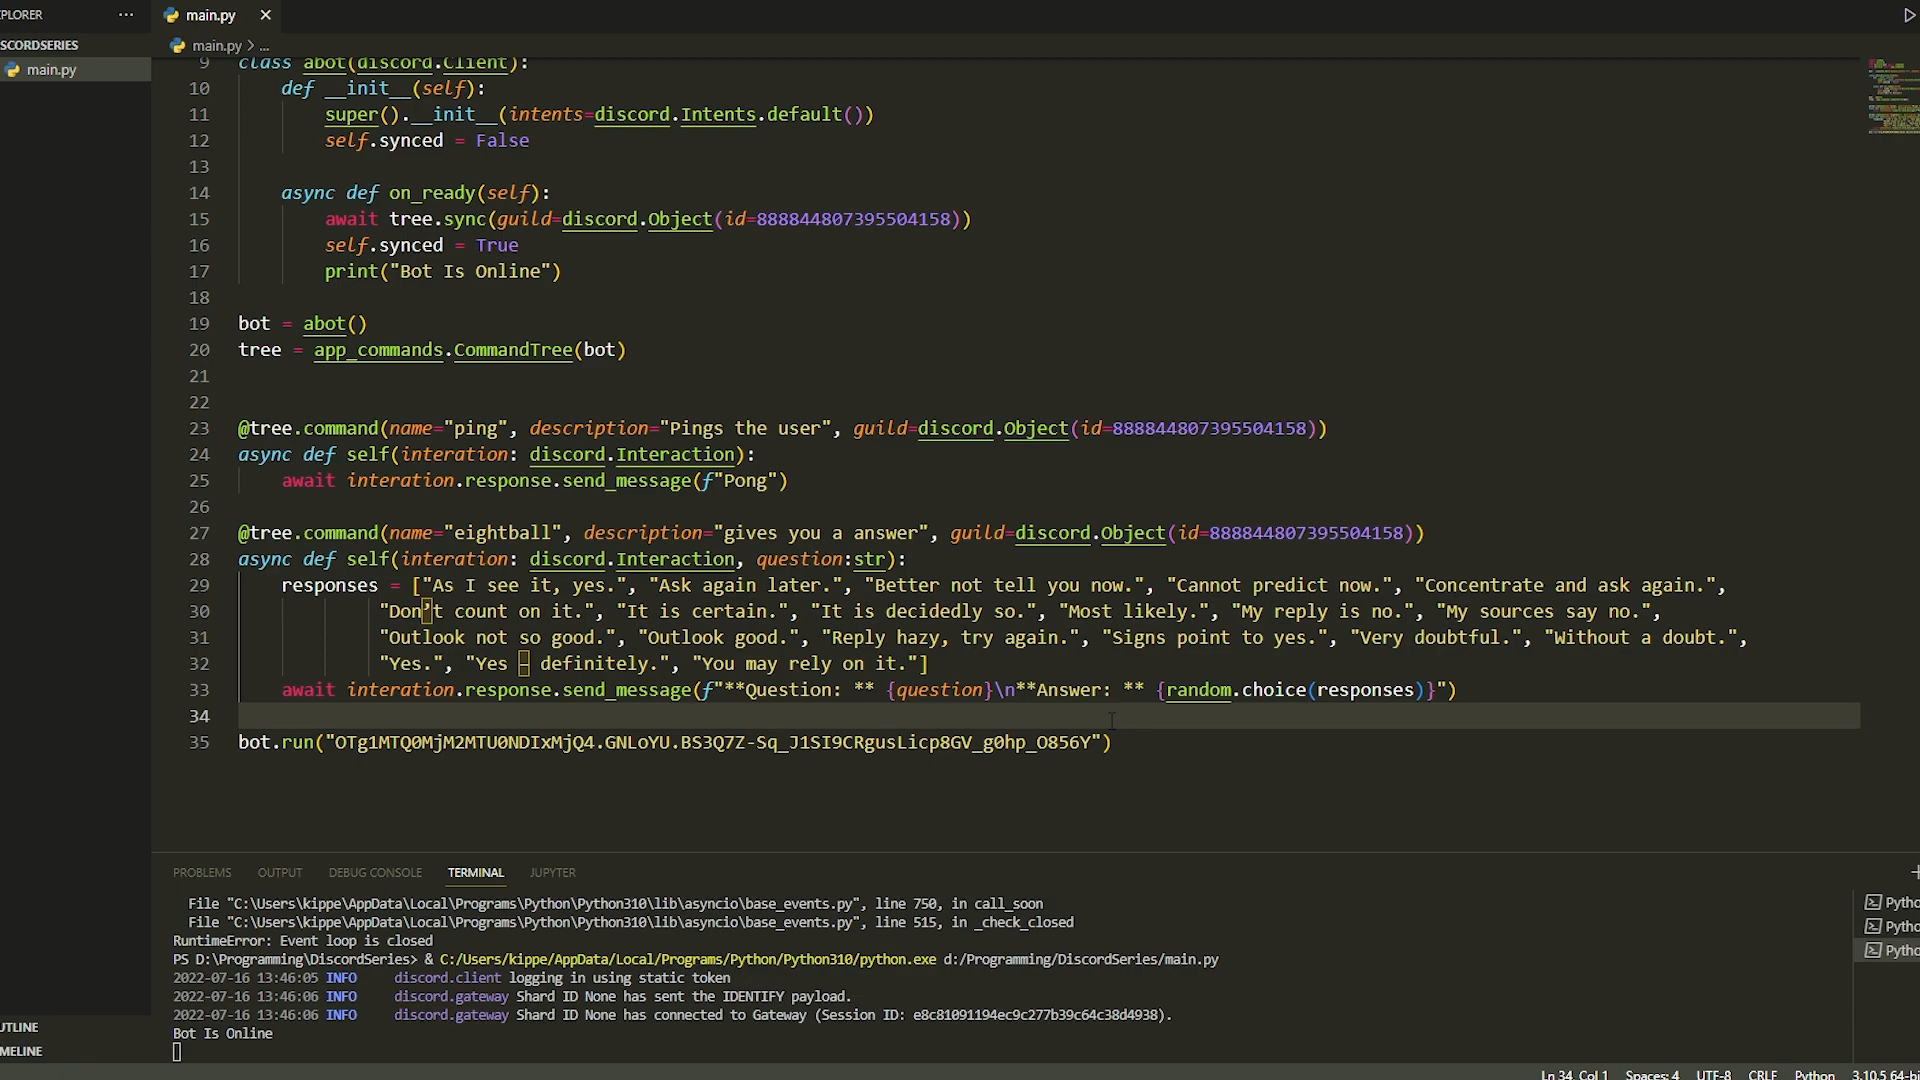 PLORER
···
main.py
SCORDSERIES
main.py > ...
main.py
9 class abot(discord.Client):
10 def __init__(self):
11 super().__init__(intents=discord.Intents.default())
12 self.synced = False
13
14 async def on_ready(self):
15 await tree.sync(guild=discord.Object(id=888844807395504158))
16 self.synced = True
17 print("Bot Is Online")
18
19 bot = abot()
20 tree = app_commands.CommandTree(bot)
21
22
23 @tree.command(name="ping", description="Pings the user", guild=discord.Object(id=888844807395504158))
24 async def self(interation: discord.Interaction):
25 await interation.response.send_message(f"Pong")
26
27 @tree.command(name="eightball", description="gives you a answer", guild=discord.Object(id=888844807395504158))
28 async def self(interation: discord.Interaction, question:str):
29 responses = ["As I see it, yes.", "Ask again later.", "Better not tell you now.", "Cannot predict now.", "Concentrate and ask again.",
30 "Don’t count on it.", "It is certain.", "It is decidedly so.", "Most likely.", "My reply is no.", "My sources say no.",
31 "Outlook not so good.", "Outlook good.", "Reply hazy, try again.", "Signs point to yes.", "Very doubtful.", "Without a doubt.",
32 "Yes.", "Yes – definitely.", "You may rely on it."]
33 await interation.response.send_message(f"**Question: ** {question}\n**Answer: ** {random.choice(responses)}")
34
35 bot.run("OTg1MTQ0MjM2MTU0NDIxMjQ4.GNLoYU.BS3Q7Z-Sq_J1SI9CRgusLicp8GV_g0hp_O856Y")
PROBLEMS OUTPUT DEBUG CONSOLE TERMINAL JUPYTER
File "C:\Users\kippe\AppData\Local\Programs\Python\Python310\lib\asyncio\base_events.py", line 750, in call_soon
File "C:\Users\kippe\AppData\Local\Programs\Python\Python310\lib\asyncio\base_events.py", line 515, in _check_closed
RuntimeError: Event loop is closed
PS D:\Programming\DiscordSeries> & C:/Users/kippe/AppData/Local/Programs/Python/Python310/python.exe d:/Programming/DiscordSeries/main.py
2022-07-16 13:46:05 INFO discord.client logging in using static token
2022-07-16 13:46:06 INFO discord.gateway Shard ID None has sent the IDENTIFY payload.
2022-07-16 13:46:06 INFO discord.gateway Shard ID None has connected to Gateway (Session ID: e8c81091194ec9c277b39c64c38d4938).
Bot Is Online
Pytho
Pytho
Pytho
UTLINE
MELINE
Ln 34, Col 1 Spaces: 4 UTF-8 CRLF Python 3.10.5 64-bi